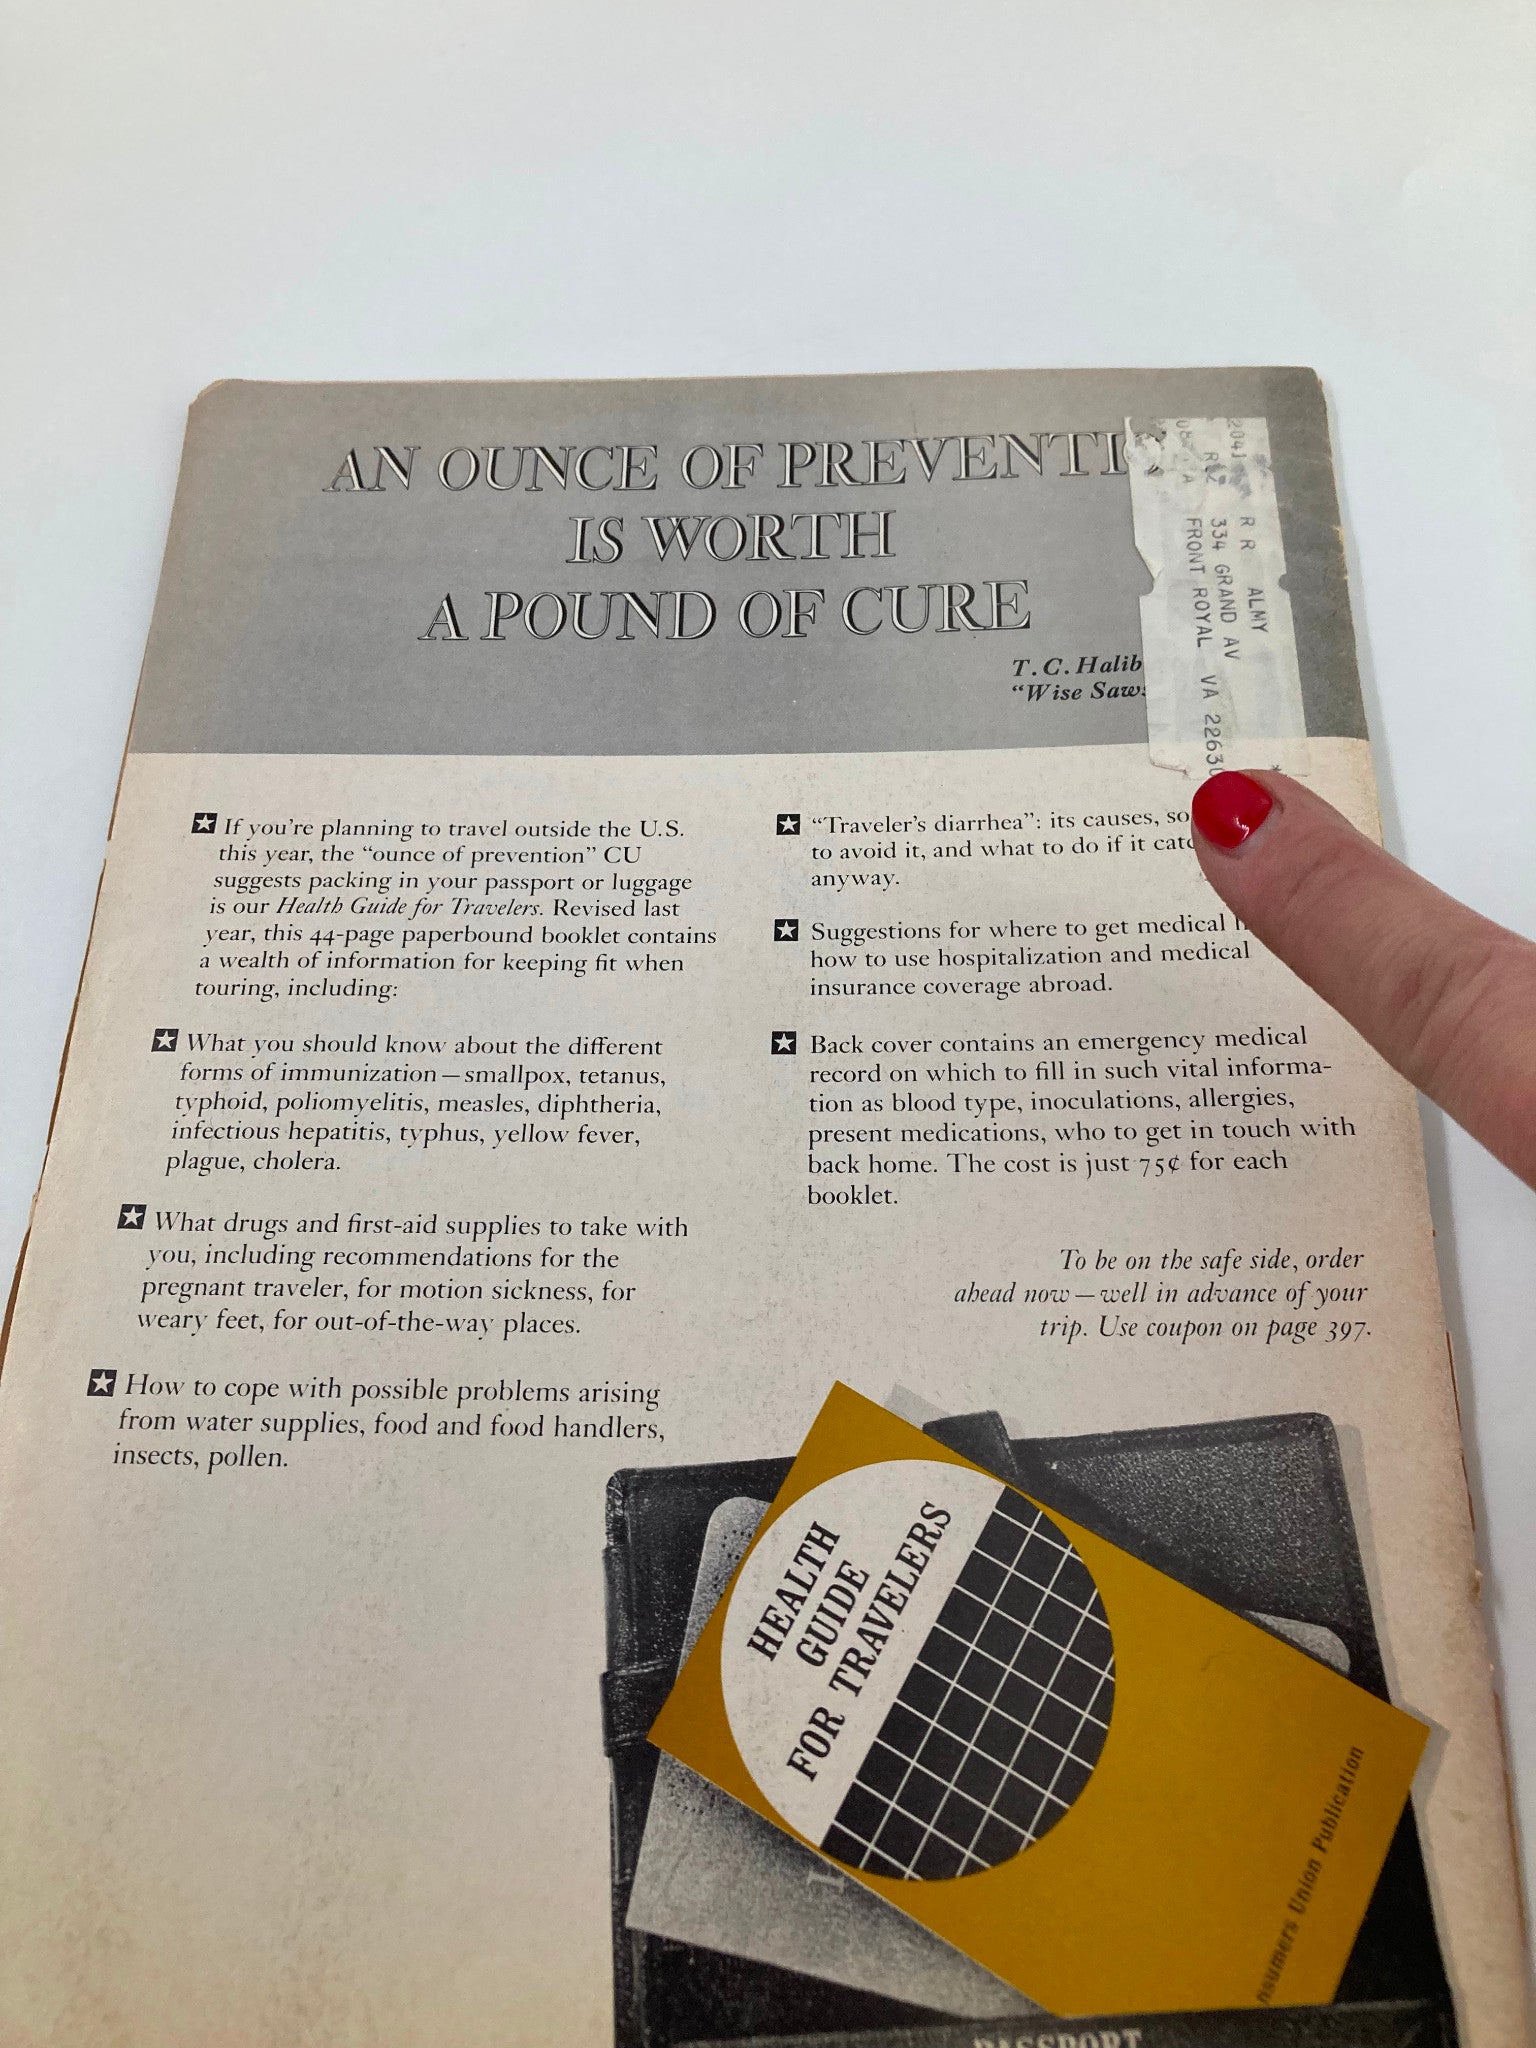 AN OUNCE OF PREVENTI
IS WORTH
A POUND OF CURE
T.C.Halib
"Wise Saws
2041
R R ALMY
334 GRAND AV
FRONT ROYAL VA 22630
If you're planning to travel outside the U.S.
this year, the "ounce of prevention" CU
suggests packing in your passport or luggage
is our Health Guide for Travelers. Revised last
year, this 44-page paperbound booklet contains
a wealth of information for keeping fit when
touring, including:
What you should know about the different
forms of immunization—smallpox, tetanus,
typhoid, poliomyelitis, measles, diphtheria,
infectious hepatitis, typhus, yellow fever,
plague, cholera.
What drugs and first-aid supplies to take with
you, including recommendations for the
pregnant traveler, for motion sickness, for
weary feet, for out-of-the-way places.
How to cope with possible problems arising
from water supplies, food and food handlers,
insects, pollen.
"Traveler's diarrhea": its causes, so
to avoid it, and what to do if it catc
anyway.
Suggestions for where to get medical
how to use hospitalization and medical
insurance coverage abroad.
Back cover contains an emergency medical
record on which to fill in such vital informa-
tion as blood type, inoculations, allergies,
present medications, who to get in touch with
back home. The cost is just 75¢ for each
booklet.
To be on the safe side, order
ahead now—well in advance of your
trip. Use coupon on page 397.
HEALTH
GUIDE
FOR TRAVELERS
nsumers Union Publication
PASSPORT